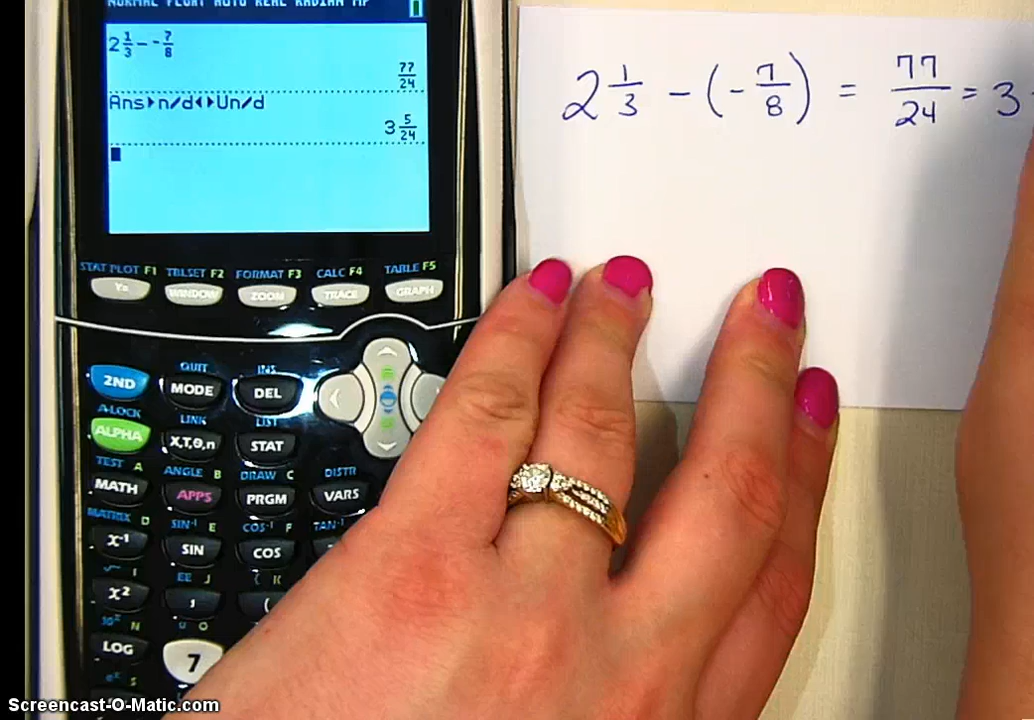 NORMAL FLOAT AUTO REAL RADIAN MP
2 1/3 - -7/8
77/24
Ans▸n/d◂▸Un/d
3 5/24
2 1/3 - (- 7/8) = 77/24 = 3
STAT PLOT F1 TBLSET F2 FORMAT F3 CALC F4 TABLE F5
Y= WINDOW ZOOM TRACE GRAPH
QUIT INS
2ND MODE DEL
A-LOCK LINK LIST
ALPHA X,T,θ,n STAT
TEST A ANGLE B DRAW C DISTR
MATH APPS PRGM VARS
MATRIX D SIN⁻¹ E COS⁻¹ F TAN⁻¹
x⁻¹ SIN COS
√ I EE J { K
x² , (
10ˣ N u O
LOG 7
eˣ S
Screencast-O-Matic.com